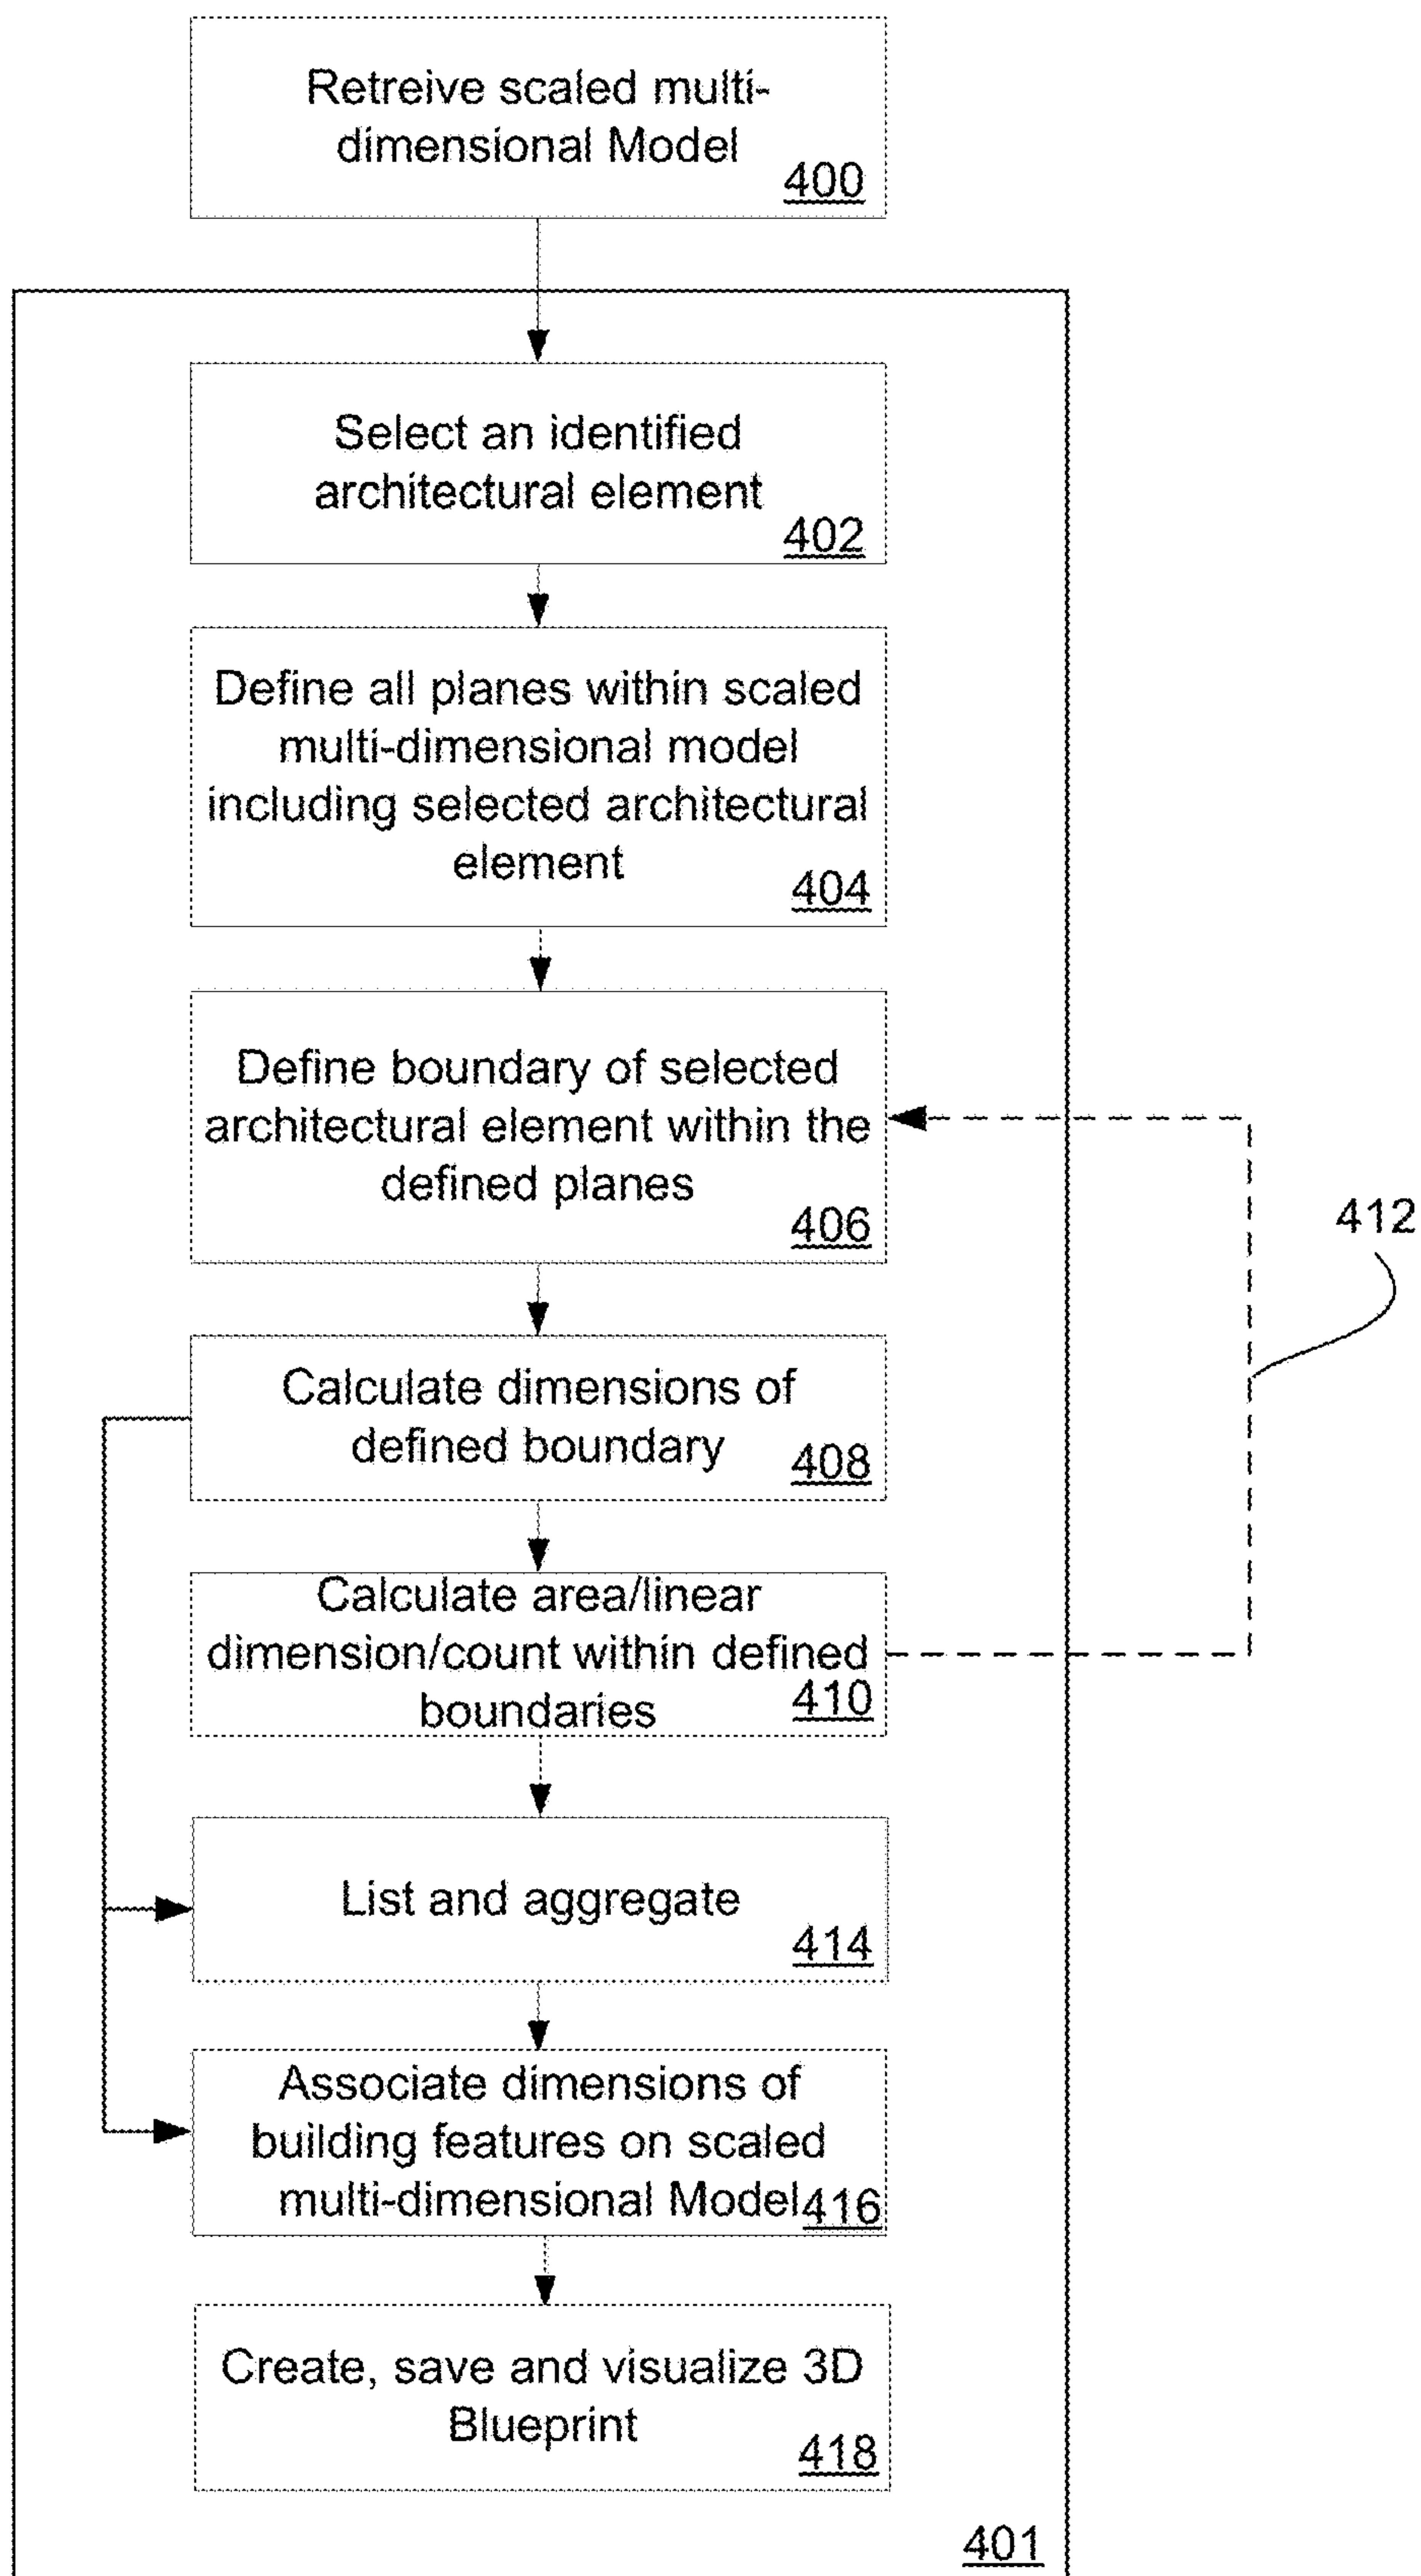 Retreive scaled multi-
dimensional Model
400
Select an identified
architectural element
402
Define all planes within scaled
multi-dimensional model
including selected architectural
element
404
Define boundary of selected
architectural element within the
defined planes
406
412
Calculate dimensions of
defined boundary
408
Calculate area/linear
dimension/count within defined
boundaries
410
List and aggregate
414
Associate dimensions of
building features on scaled
multi-dimensional Model
416
Create, save and visualize 3D
Blueprint
418
401